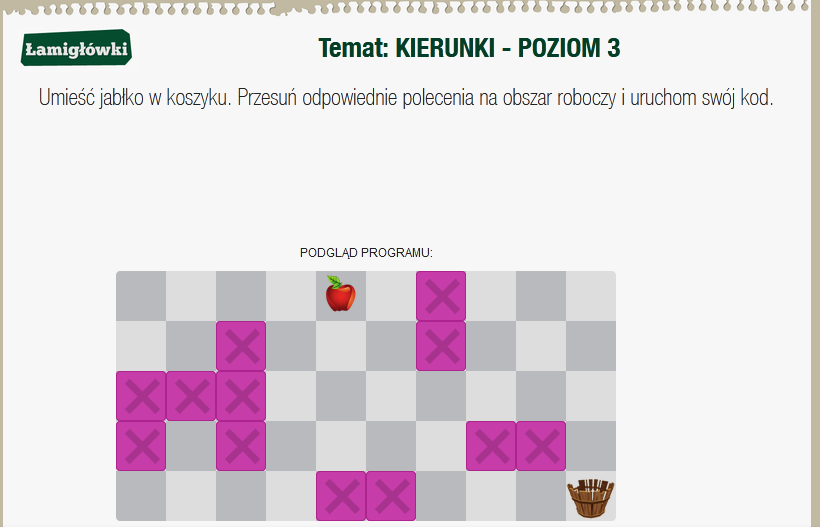 Łamigłówki
Temat: KIERUNKI - POZIOM 3
Umieść jabłko w koszyku. Przesuń odpowiednie polecenia na obszar roboczy i uruchom swój kod.
PODGLĄD PROGRAMU: